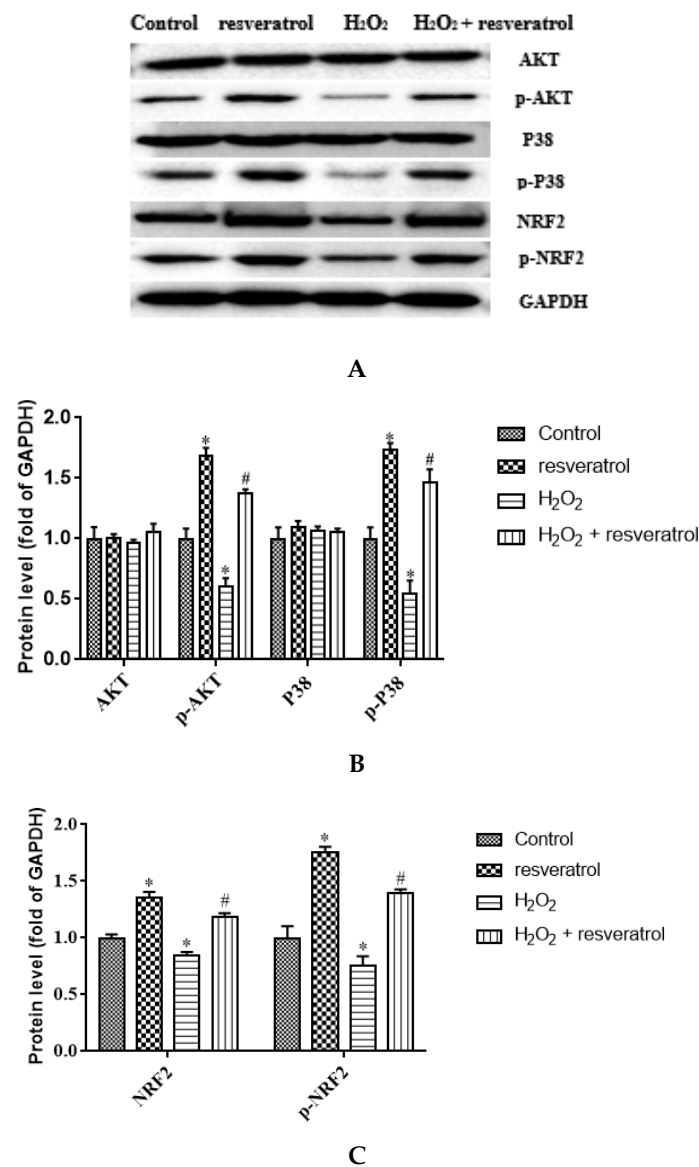 Control resveratrol H₂O₂ H₂O₂ + resveratrol
AKT
p-AKT
P38
p-P38
NRF2
p-NRF2
GAPDH
A
Protein level (fold of GAPDH)
2.0
1.5
1.0
0.5
0.0
* * # * * #
AKT p-AKT P38 p-P38
Control
resveratrol
H₂O₂
H₂O₂ + resveratrol
B
Protein level (fold of GAPDH)
2.0
1.5
1.0
0.5
0.0
* * # * * #
NRF2 p-NRF2
Control
resveratrol
H₂O₂
H₂O₂ + resveratrol
C